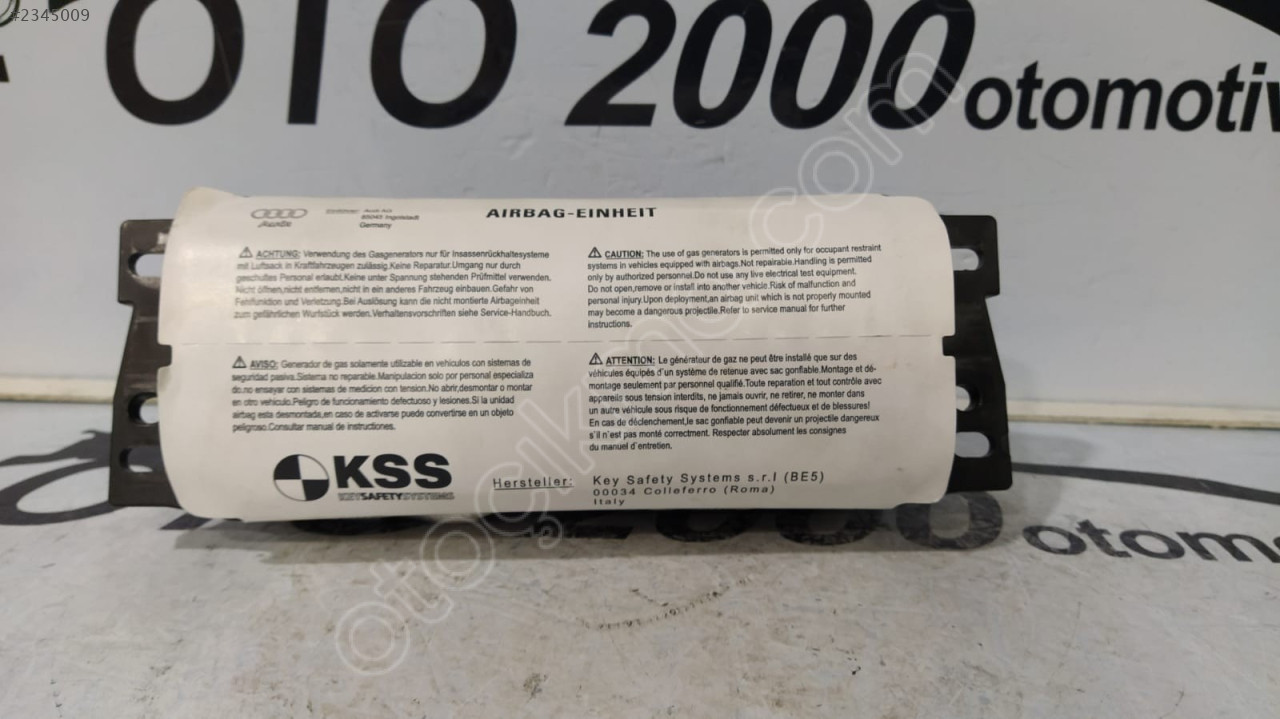 #2345009
OTO 2000 otomotiv
Audi
Audi AG
85045 Ingolstadt
Germany
AIRBAG-EINHEIT
ACHTUNG: Verwendung des Gasgenerators nur für Insassenrückhaltesysteme
mit Luftsack in Kraftfahrzeugen zulässig.Keine Reparatur.Umgang nur durch
geschultes Personal erlaubt.Keine unter Spannung stehenden Prüfmittel verwenden.
Nicht öffnen,nicht entfernen,nicht in ein anderes Fahrzeug einbauen.Gefahr von
Fehlfunktion und Verletzung.Bei Auslösung kann die nicht montierte Airbageinheit
zum gefährlichen Wurfstück werden.Verhaltensvorschriften siehe Service-Handbuch.
CAUTION: The use of gas generators is permitted only for occupant restraint
systems in vehicles equipped with airbags.Not repairable.Handling is permitted
only by authorized personnel.Do not use any live electrical test equipment.
Do not open,remove or install into another vehicle.Risk of malfunction and
personal injury.Upon deployment,an airbag unit which is not properly mounted
may become a dangerous projectile.Refer to service manual for further
instructions.
AVISO: Generador de gas solamente utilizable en vehiculos con sistemas de
seguridad pasiva.Sistema no reparable.Manipulacion solo por personal especializa
do.no ensayar con sistemas de medicion con tension.No abrir,desmontar o montar
en otro vehiculo.Peligro de funcionamiento defectuoso y lesiones.Si la unidad
airbag esta desmontada,en caso de activarse puede convertirse en un objeto
peligroso.Consultar manual de instrucciones.
ATTENTION: Le générateur de gaz ne peut être installé que sur des
véhicules équipés d'un système de retenue avec sac gonflable.Montage et dé-
montage seulement par personnel qualifié.Toute reparation et tout contrôle avec
appareils sous tension interdits, ne jamais ouvrir, ne retirer, ne monter dans
un autre véhicule sous risque de fonctionnement défectueux et de blessures!
En cas de déclenchement,le sac gonflable peut devenir un projectile dangereux
s'il n'est pas monté correctment. Respecter absolument les consignes
du manuel d'entretien.
KSS
KEYSAFETYSYSTEMS
Hersteller: Key Safety Systems s.r.l (BE5)
00034 Colleferro (Roma)
Italy
2000 otomo
otoçıkma.com